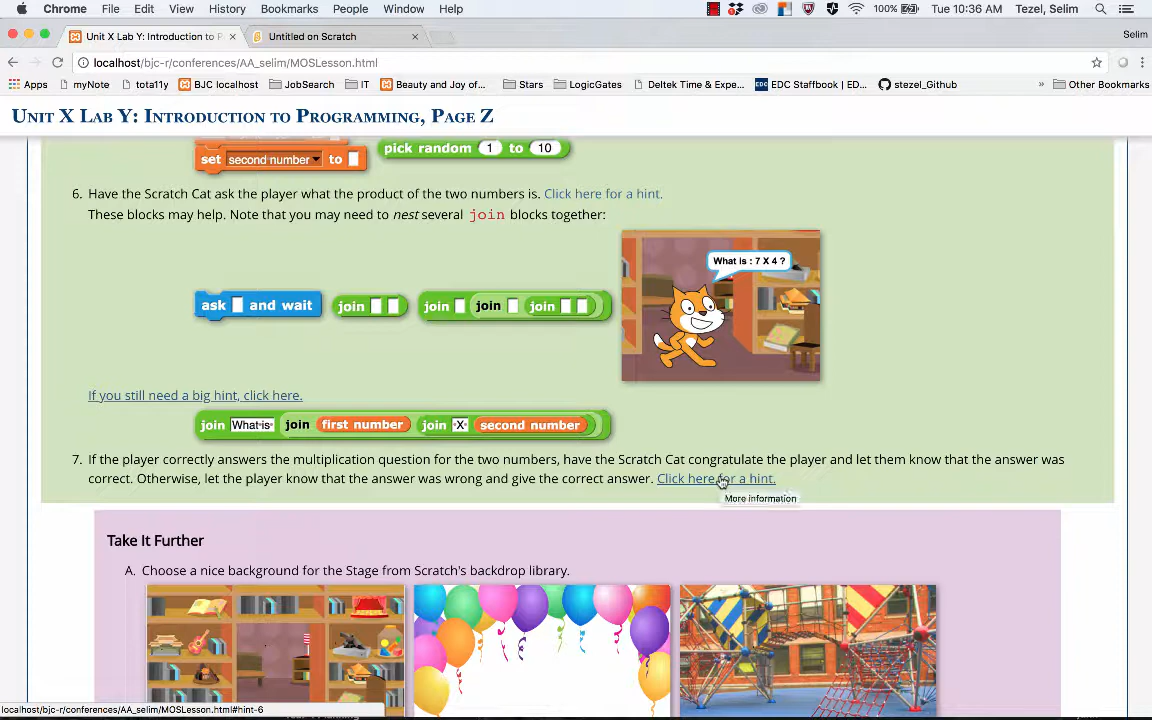 Chrome File Edit View History Bookmarks People Window Help 100% Tue 10:36 AM Tezel, Selim
Unit X Lab Y: Introduction to P Untitled on Scratch Selim
localhost/bjc-r/conferences/AA_selim/MOSLesson.html
Apps myNote tota11y BJC localhost Beauty and Joy of... JobSearch IT Stars LogicGates Deltek Time & Expe... EDC Staffbook | ED... stezel_Github » Other Bookmarks
Unit X Lab Y: Introduction to Programming, Page Z
set second number to pick random 1 to 10
6. Have the Scratch Cat ask the player what the product of the two numbers is. Click here for a hint.
These blocks may help. Note that you may need to nest several join blocks together:
What is : 7 X 4 ?
ask and wait join join join join
If you still need a big hint, click here.
join What is join first number join X second number
7. If the player correctly answers the multiplication question for the two numbers, have the Scratch Cat congratulate the player and let them know that the answer was
correct. Otherwise, let the player know that the answer was wrong and give the correct answer. Click here for a hint.
More information
Take It Further
A. Choose a nice background for the Stage from Scratch's backdrop library.
localhost/bjc-r/conferences/AA_selim/MOSLesson.html#hint-6